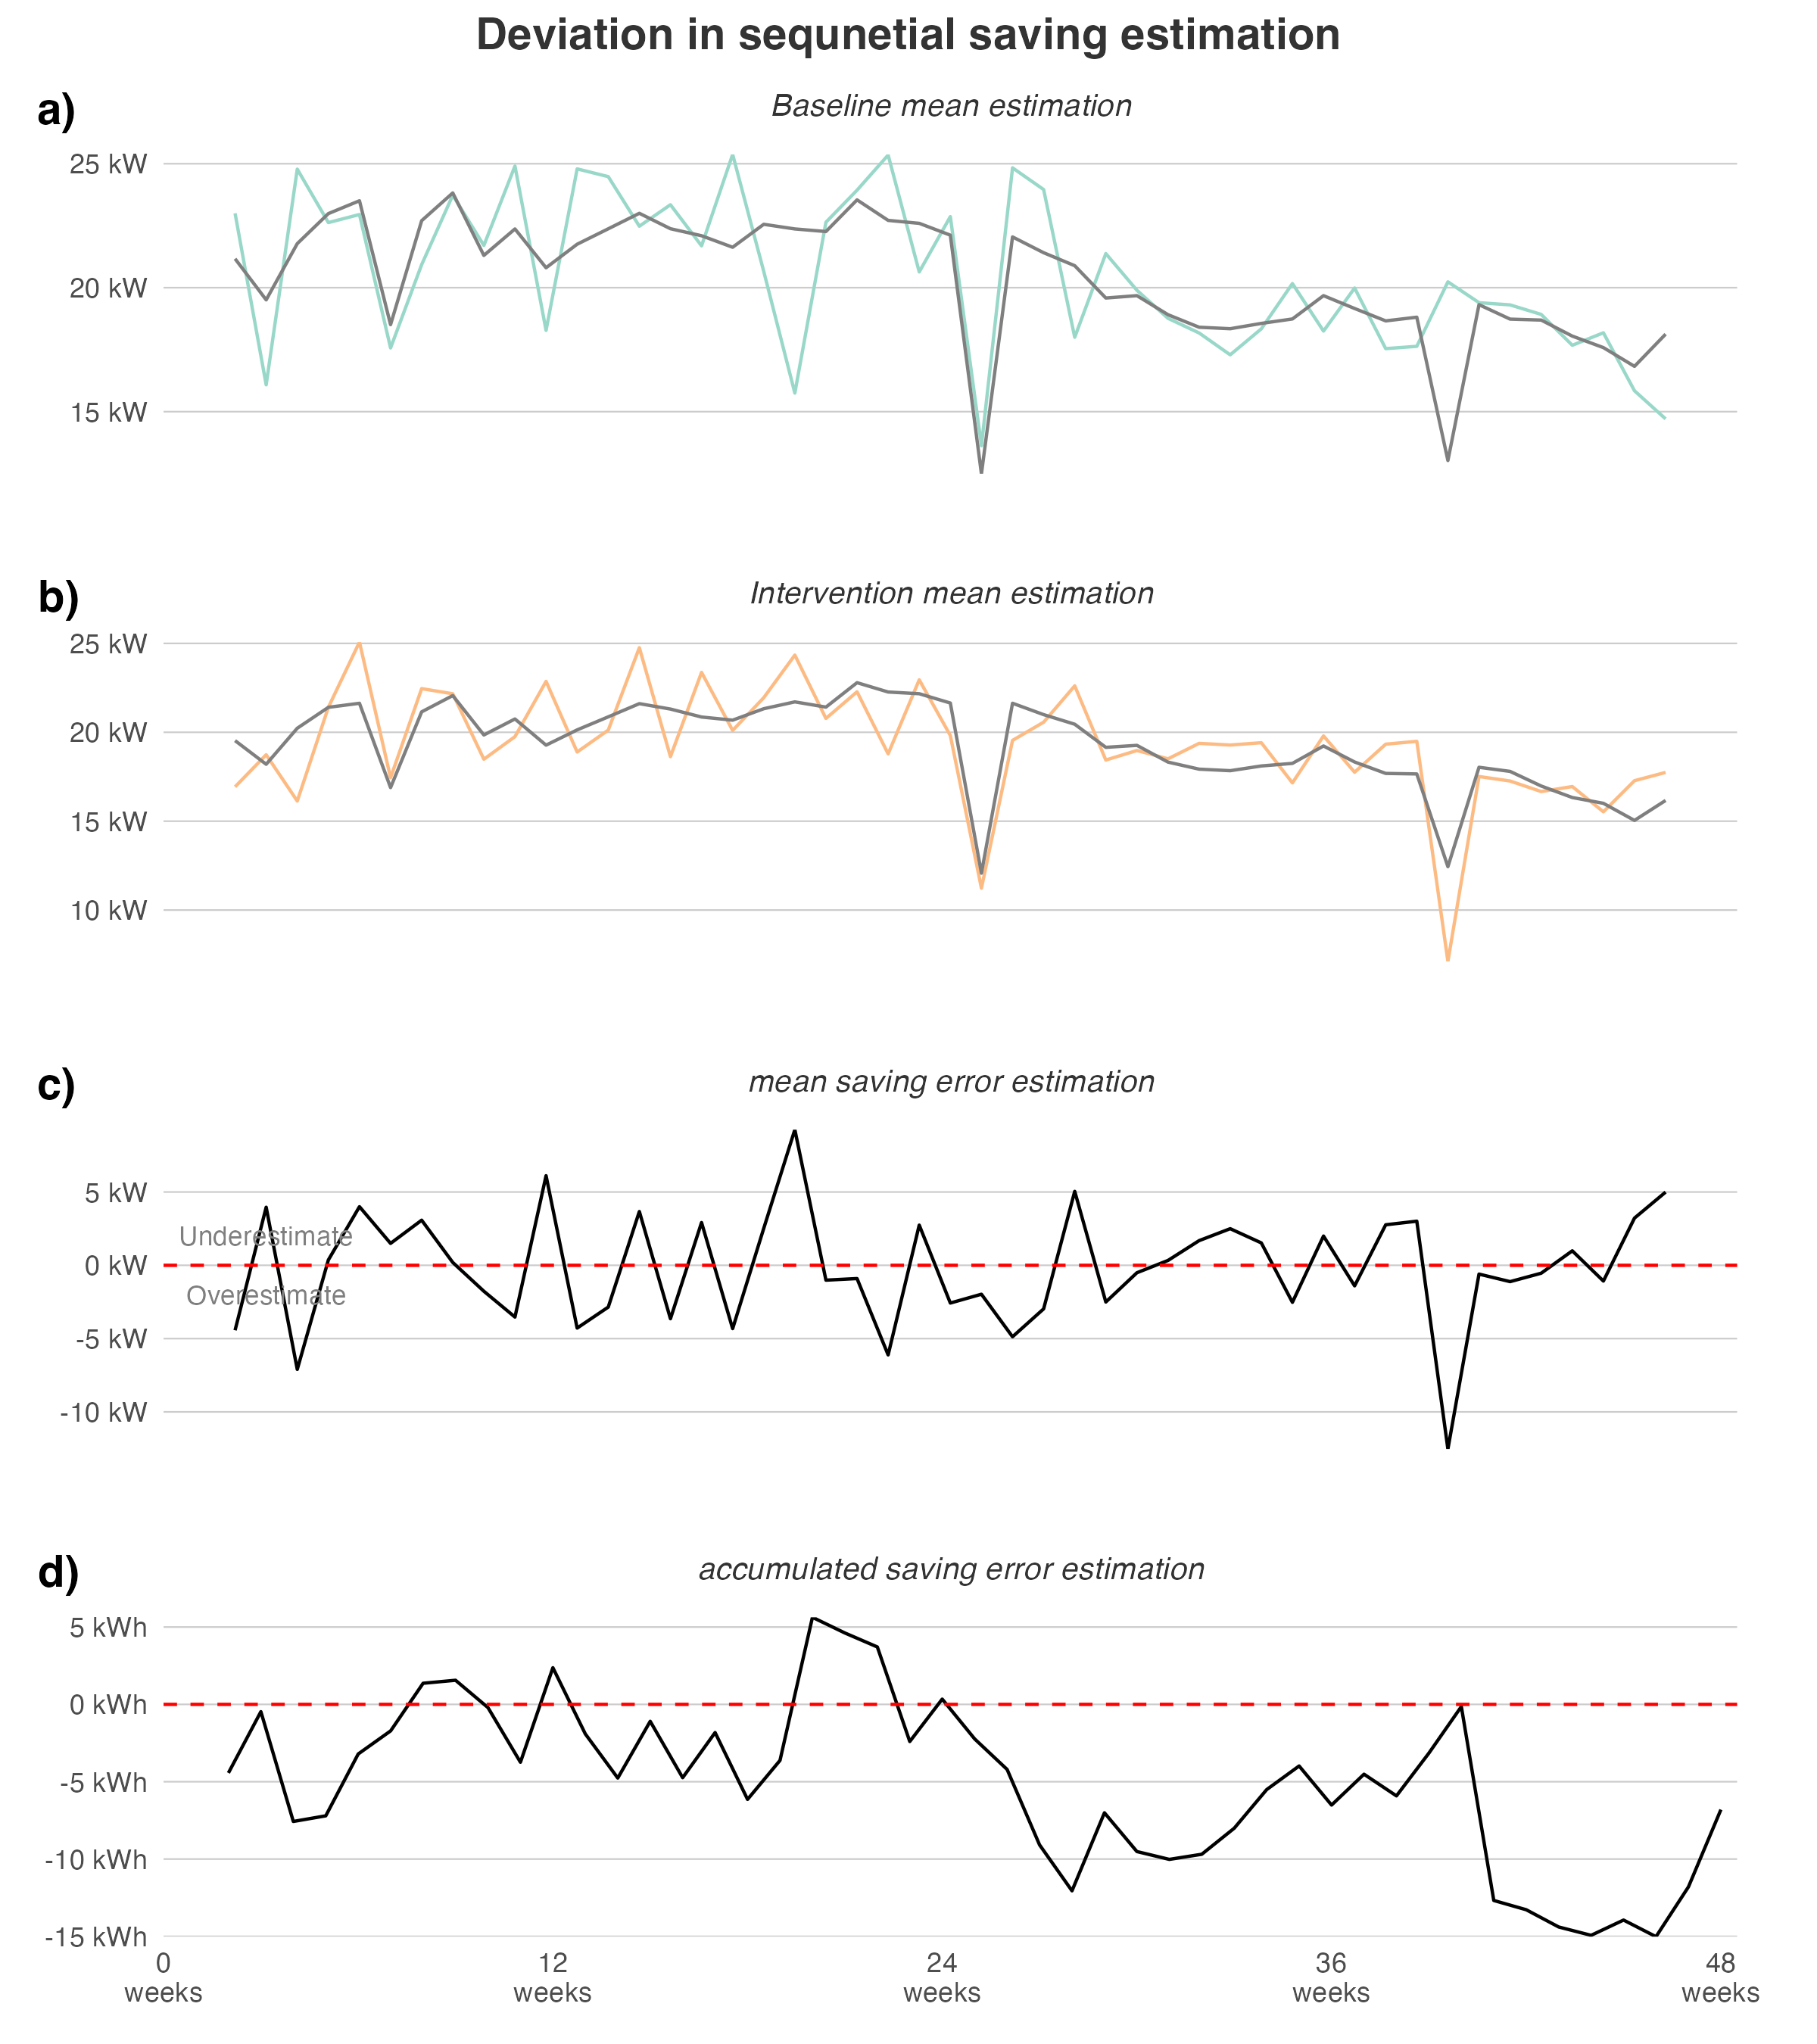 Deviation in sequnetial saving estimation
a)
Baseline mean estimation
25 kW
20 kW
15 kW
b)
Intervention mean estimation
25 kW
20 kW
15 kW
10 kW
c)
mean saving error estimation
5 kW
Underestimate
0 kW
Overestimate
-5 kW
-10 kW
d)
accumulated saving error estimation
5 kWh
0 kWh
-5 kWh
-10 kWh
-15 kWh
0 12 24 36 48
weeks weeks weeks weeks weeks